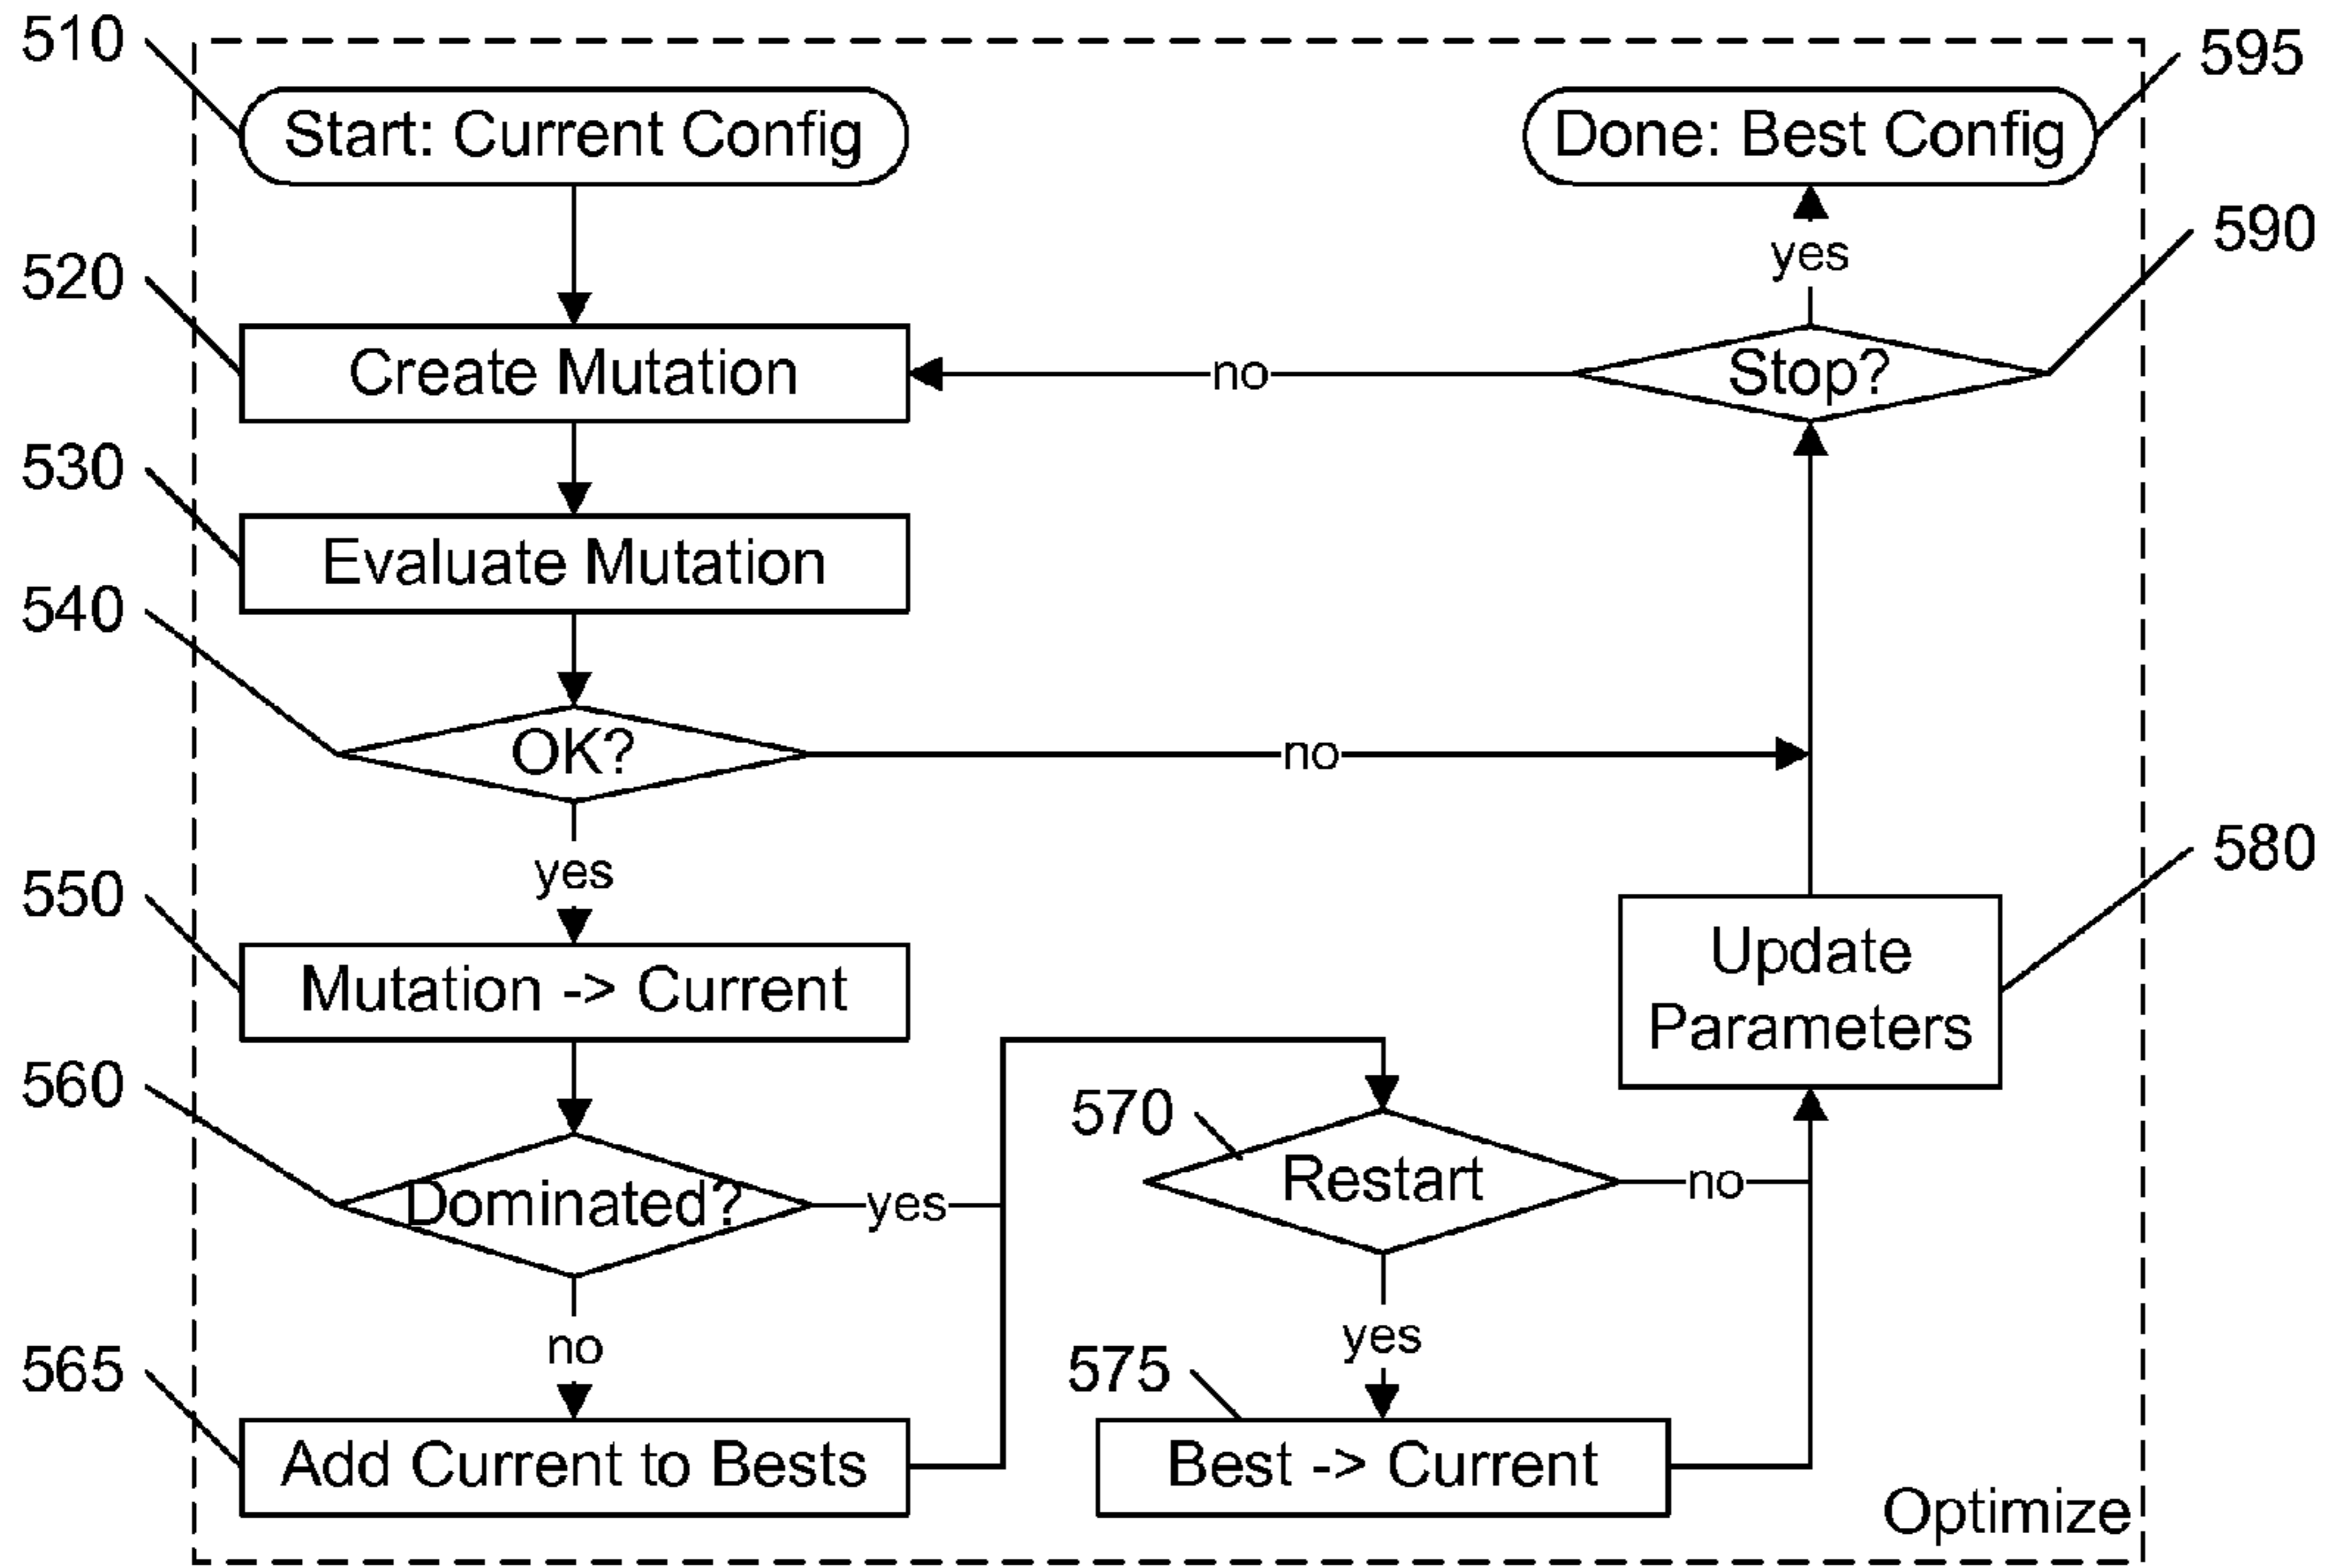 510
595
Start: Current Config
Done: Best Config
590
yes
520
Create Mutation
no
Stop?
530
Evaluate Mutation
540
OK?
no
580
yes
550
Mutation -> Current
Update
Parameters
560
570
Dominated?
yes
Restart
no
no
yes
565
575
Add Current to Bests
Best -> Current
Optimize